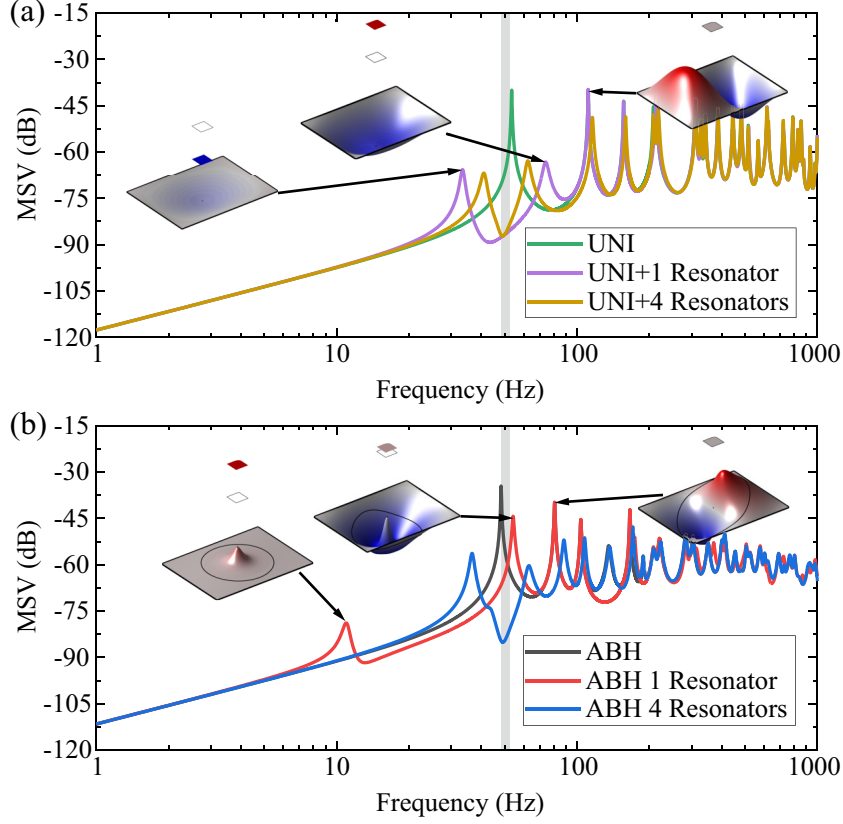 (a)
-15
-30
-45
-60
-75
-90
-105
-120
MSV (dB)
UNI
UNI+1 Resonator
UNI+4 Resonators
1
10
100
1000
Frequency (Hz)
(b)
-15
-30
-45
-60
-75
-90
-105
-120
MSV (dB)
ABH
ABH 1 Resonator
ABH 4 Resonators
1
10
100
1000
Frequency (Hz)